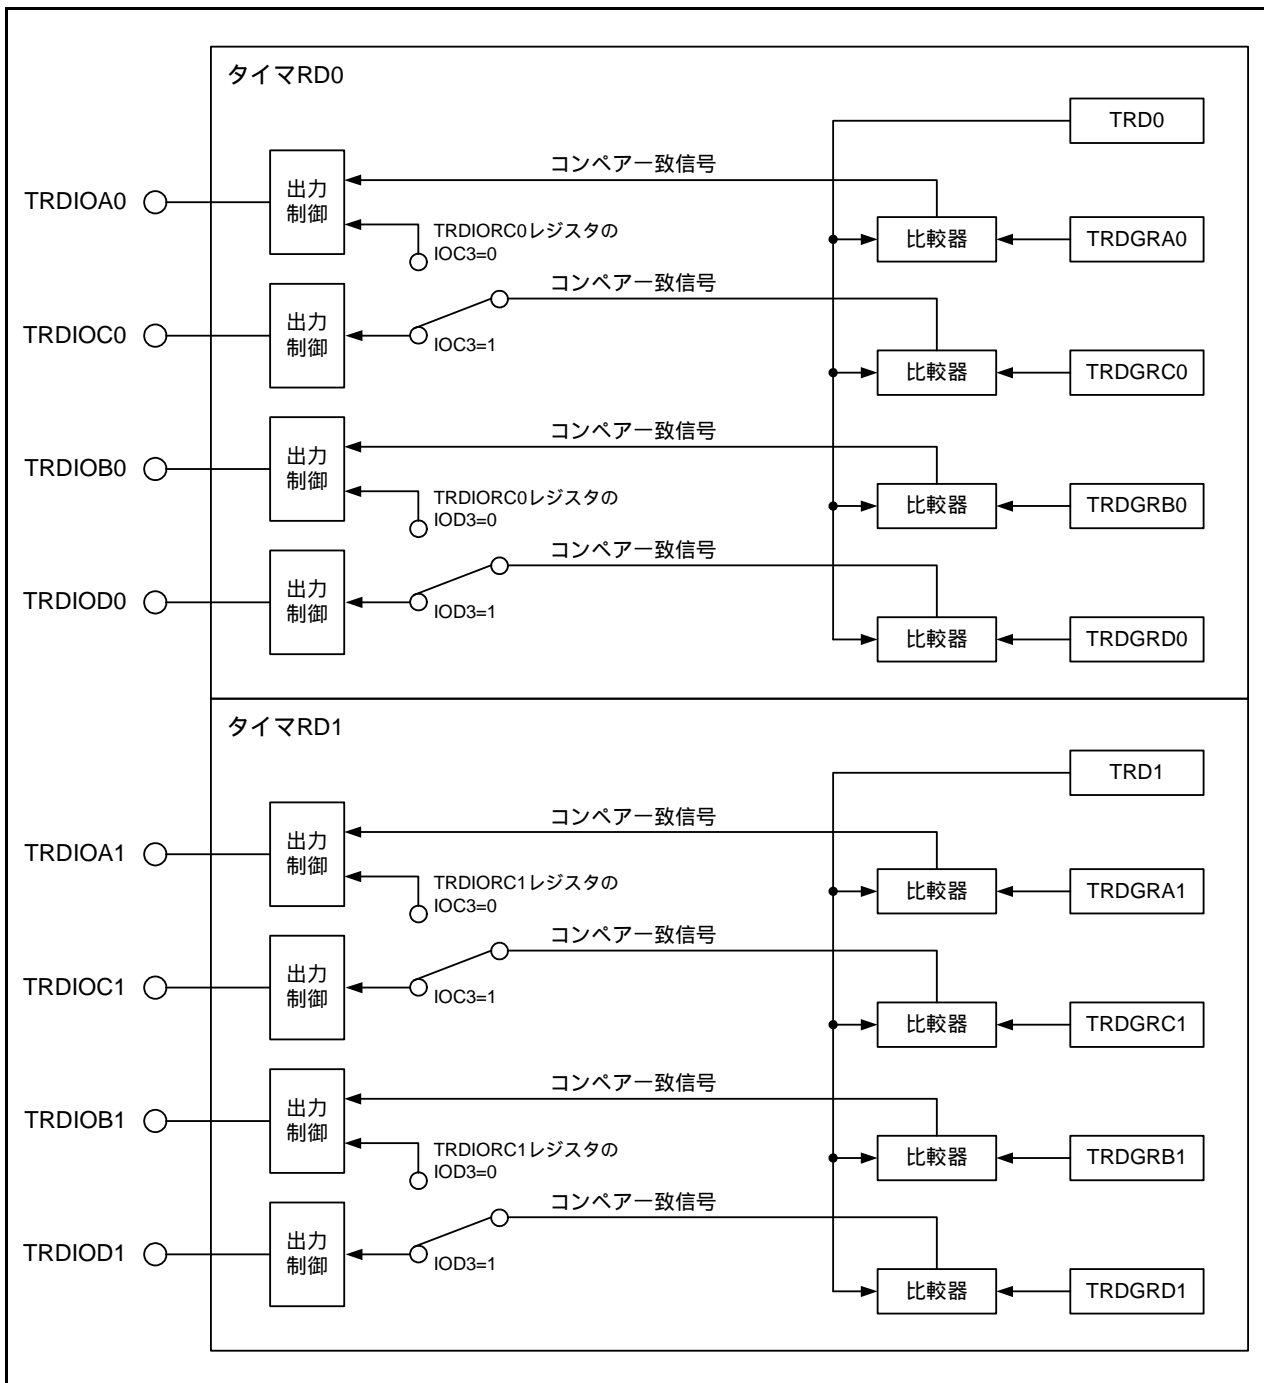 タイマRD0
TRD0
コンペア一致信号
TRDIOA0
出力
制御
TRDIORC0レジスタの
IOC3=0
比較器
TRDGRA0
コンペア一致信号
TRDIOC0
出力
制御
IOC3=1
比較器
TRDGRC0
コンペア一致信号
TRDIOB0
出力
制御
TRDIORC0レジスタの
IOD3=0
比較器
TRDGRB0
コンペア一致信号
TRDIOD0
出力
制御
IOD3=1
比較器
TRDGRD0
タイマRD1
TRD1
コンペア一致信号
TRDIOA1
出力
制御
TRDIORC1レジスタの
IOC3=0
比較器
TRDGRA1
コンペア一致信号
TRDIOC1
出力
制御
IOC3=1
比較器
TRDGRC1
コンペア一致信号
TRDIOB1
出力
制御
TRDIORC1レジスタの
IOD3=0
比較器
TRDGRB1
コンペア一致信号
TRDIOD1
出力
制御
IOD3=1
比較器
TRDGRD1